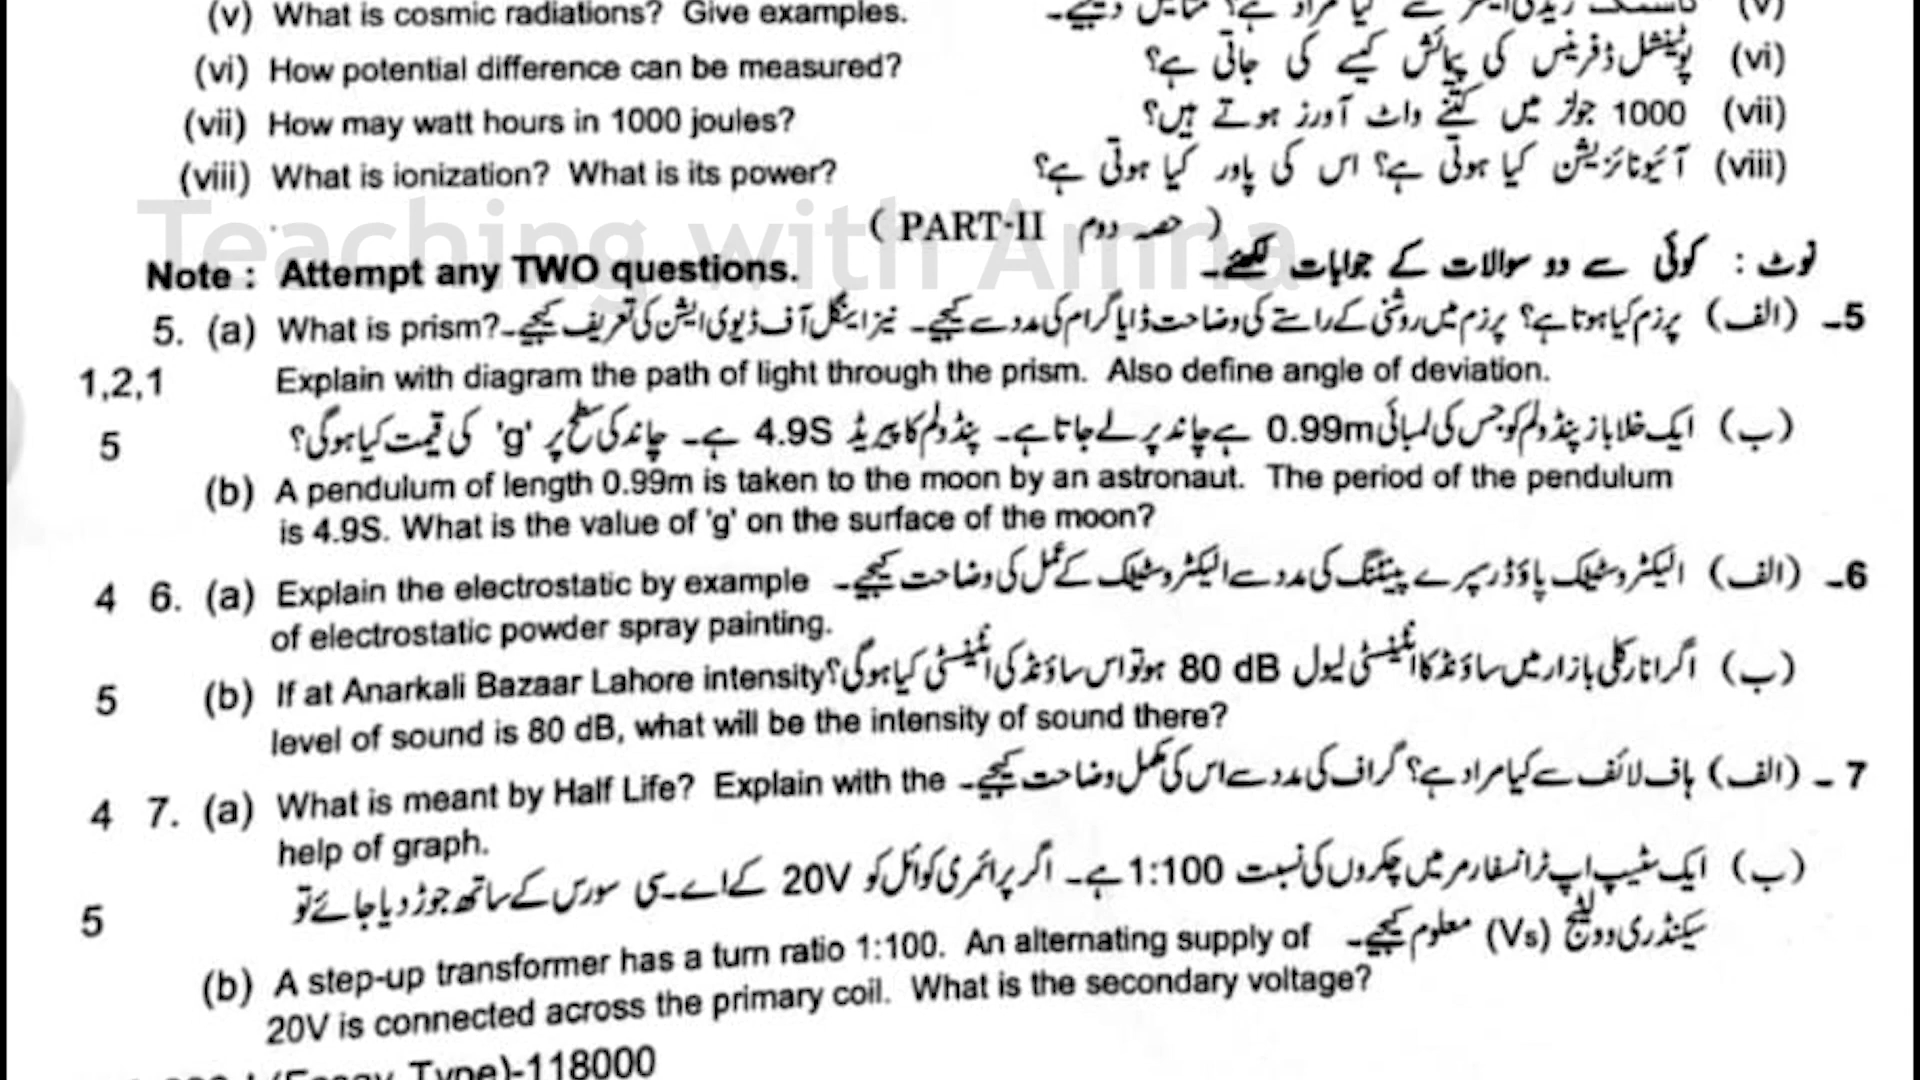 (v) What is cosmic radiations? Give examples.
(vi) How potential difference can be measured? پوٹینشل ڈفرینس کی پیمائش کیسے کی جاتی ہے؟ (vi)
(vii) How may watt hours in 1000 joules? 1000 جولز میں کتنے واٹ آورز ہوتے ہیں؟ (vii)
(viii) What is ionization? What is its power? آئیونائزیشن کیا ہوتی ہے؟ اس کی پاور کیا ہوتی ہے؟ (viii)
Teaching with Amna
( PART-II حصہ دوم )
Note : Attempt any TWO questions. نوٹ : کوئی سے دو سوالات کے جوابات لکھئے۔
5. (a) What is prism? 5۔ (الف) پرزم کیا ہوتا ہے؟ پرزم میں روشنی کے راستے کی وضاحت ڈایا گرام کی مدد سے کیجیے۔ نیز اینگل آف ڈیوی ایشن کی تعریف کیجیے۔
1,2,1 Explain with diagram the path of light through the prism. Also define angle of deviation.
5 (ب) ایک خلا باز پنڈولم کو جس کی لمبائی 0.99m ہے چاند پر لے جاتا ہے۔ پنڈولم کا پیریڈ 4.9S ہے۔ چاند کی سطح پر 'g' کی قیمت کیا ہوگی؟
(b) A pendulum of length 0.99m is taken to the moon by an astronaut. The period of the pendulum
is 4.9S. What is the value of 'g' on the surface of the moon?
4 6. (a) Explain the electrostatic by example 6۔ (الف) الیکٹروسٹیٹک پاؤڈر سپرے پینٹنگ کی مدد سے الیکٹروسٹیٹک کے عمل کی وضاحت کیجیے۔
of electrostatic powder spray painting.
5 (b) If at Anarkali Bazaar Lahore intensity (ب) اگر انارکلی بازار میں ساؤنڈ کا انٹینسٹی لیول 80 dB ہو تو اس ساؤنڈ کی انٹینسٹی کیا ہوگی؟
level of sound is 80 dB, what will be the intensity of sound there?
4 7. (a) What is meant by Half Life? Explain with the 7۔ (الف) ہاف لائف سے کیا مراد ہے؟ گراف کی مدد سے اس کی مکمل وضاحت کیجیے۔
help of graph.
(ب) ایک سٹیپ اپ ٹرانسفارمر میں چکروں کی نسبت 1:100 ہے۔ اگر پرائمری کوائل کو 20V کے اے۔سی سورس کے ساتھ جوڑ دیا جائے تو
5 سیکنڈری وولٹیج (Vs) معلوم کیجیے۔
(b) A step-up transformer has a turn ratio 1:100. An alternating supply of
20V is connected across the primary coil. What is the secondary voltage?
Type)-118000